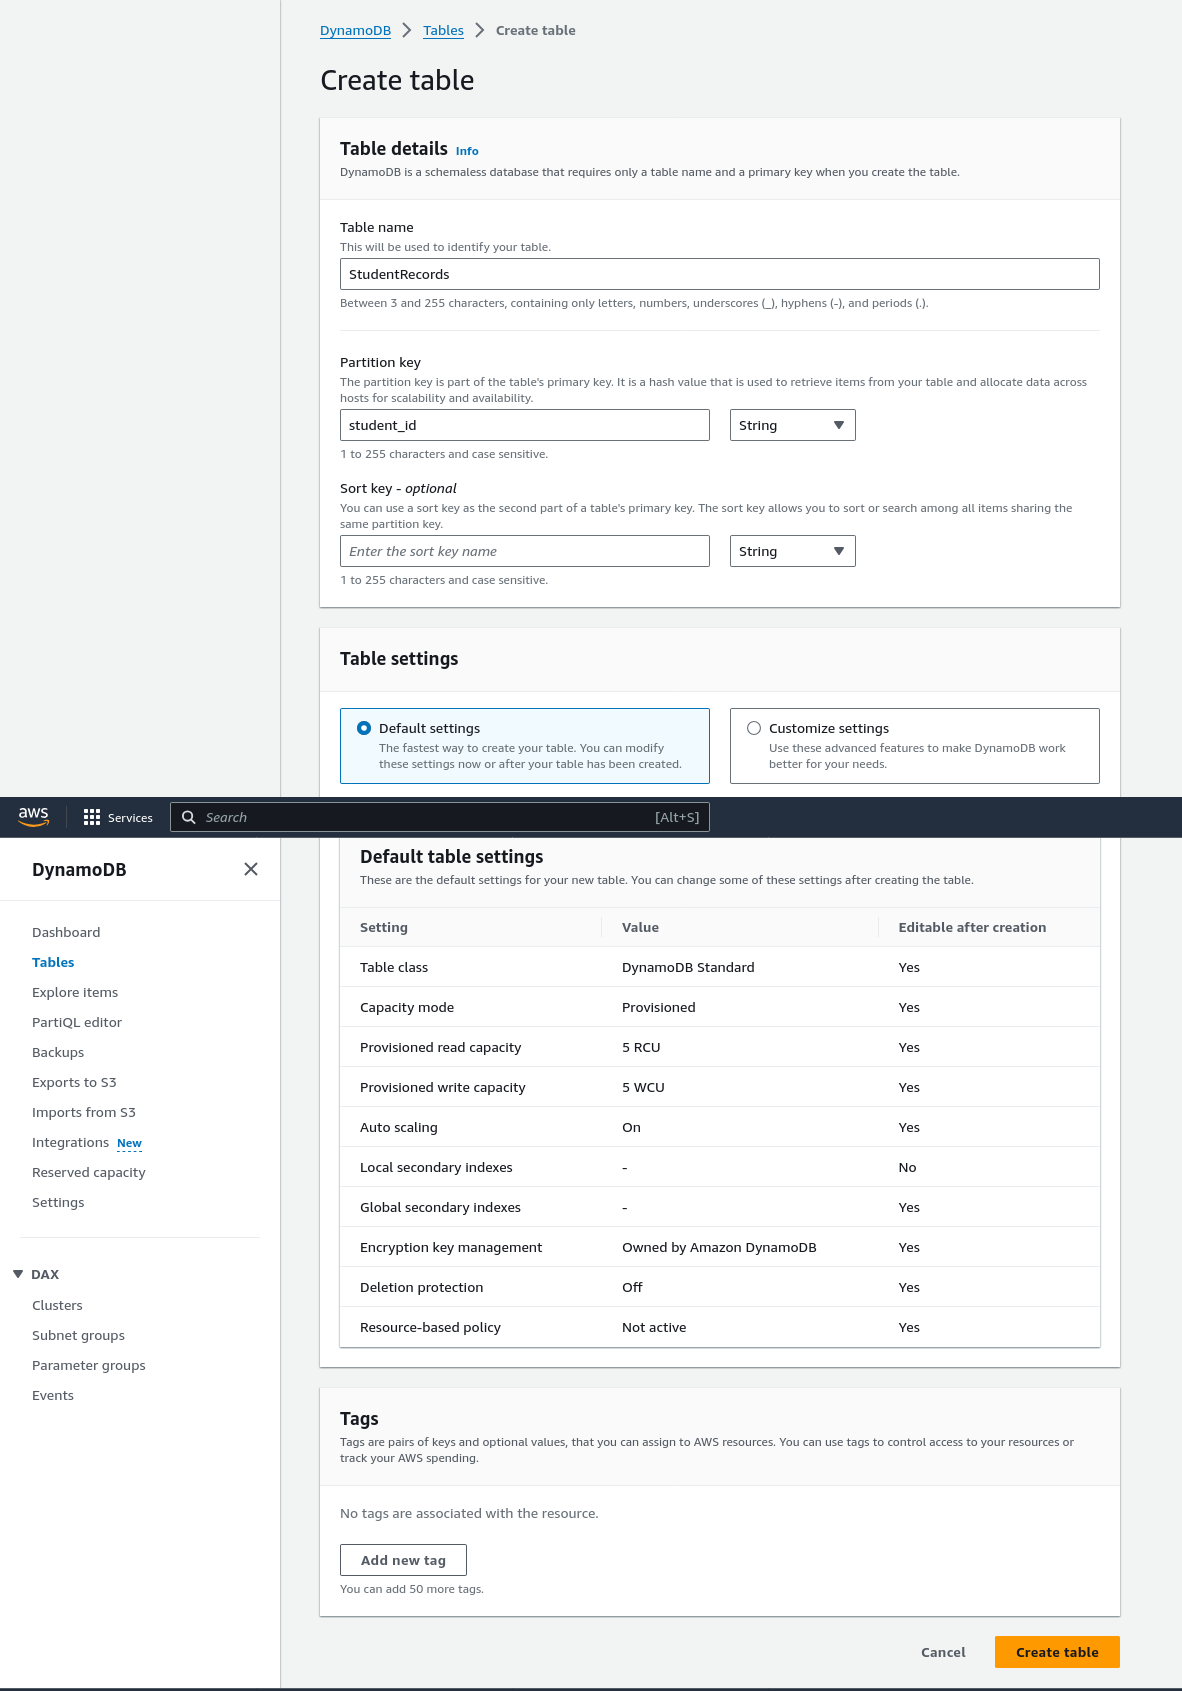 DynamoDB > Tables > Create table
Create table
Table details Info
DynamoDB is a schemaless database that requires only a table name and a primary key when you create the table.
Table name
This will be used to identify your table.
StudentRecords
Between 3 and 255 characters, containing only letters, numbers, underscores (_), hyphens (-), and periods (.).
Partition key
The partition key is part of the table's primary key. It is a hash value that is used to retrieve items from your table and allocate data across
hosts for scalability and availability.
student_id String
1 to 255 characters and case sensitive.
Sort key - optional
You can use a sort key as the second part of a table's primary key. The sort key allows you to sort or search among all items sharing the
same partition key.
Enter the sort key name String
1 to 255 characters and case sensitive.
Table settings
Default settings
The fastest way to create your table. You can modify
these settings now or after your table has been created.
Customize settings
Use these advanced features to make DynamoDB work
better for your needs.
aws Services Search [Alt+S]
DynamoDB
Dashboard
Tables
Explore items
PartiQL editor
Backups
Exports to S3
Imports from S3
Integrations New
Reserved capacity
Settings
DAX
Clusters
Subnet groups
Parameter groups
Events
Default table settings
These are the default settings for your new table. You can change some of these settings after creating the table.
Setting Value Editable after creation
Table class DynamoDB Standard Yes
Capacity mode Provisioned Yes
Provisioned read capacity 5 RCU Yes
Provisioned write capacity 5 WCU Yes
Auto scaling On Yes
Local secondary indexes - No
Global secondary indexes - Yes
Encryption key management Owned by Amazon DynamoDB Yes
Deletion protection Off Yes
Resource-based policy Not active Yes
Tags
Tags are pairs of keys and optional values, that you can assign to AWS resources. You can use tags to control access to your resources or
track your AWS spending.
No tags are associated with the resource.
Add new tag
You can add 50 more tags.
Cancel Create table